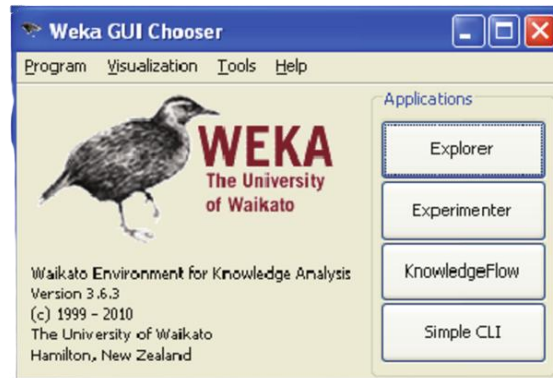 Weka GUI Chooser
Program Visualization Tools Help
WEKA
The University
of Waikato
Waikato Environment for Knowledge Analysis
Version 3.6.3
(c) 1999 - 2010
The University of Waikato
Hamilton, New Zealand
Applications
Explorer
Experimenter
KnowledgeFlow
Simple CLI